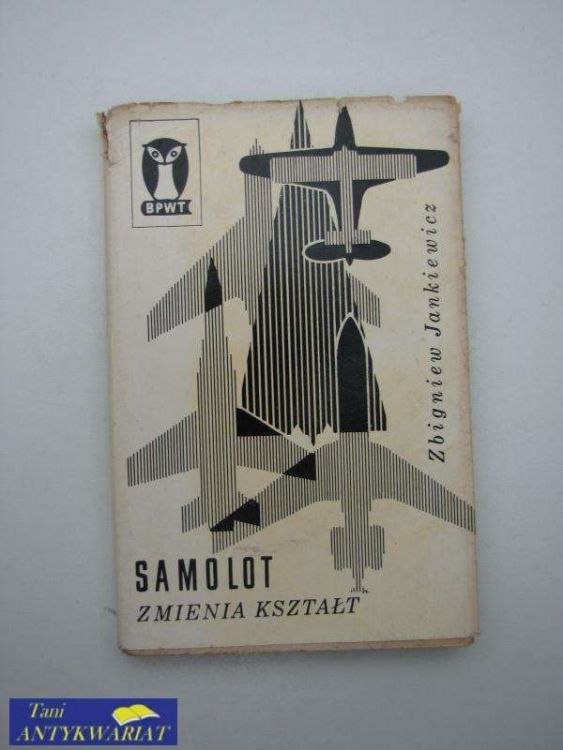 BPWT
Zbigniew Jankiewicz
SAMOLOT
ZMIENIA KSZTAŁT
Tani
ANTYKWARIAT